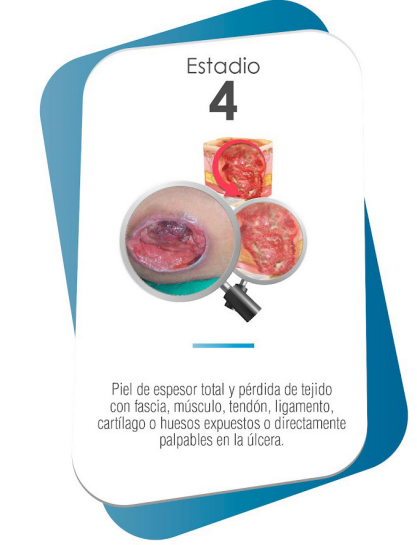 Estadio
4
Piel de espesor total y pérdida de tejido
con fascia, músculo, tendón, ligamento,
cartílago o huesos expuestos o directamente
palpables en la úlcera.